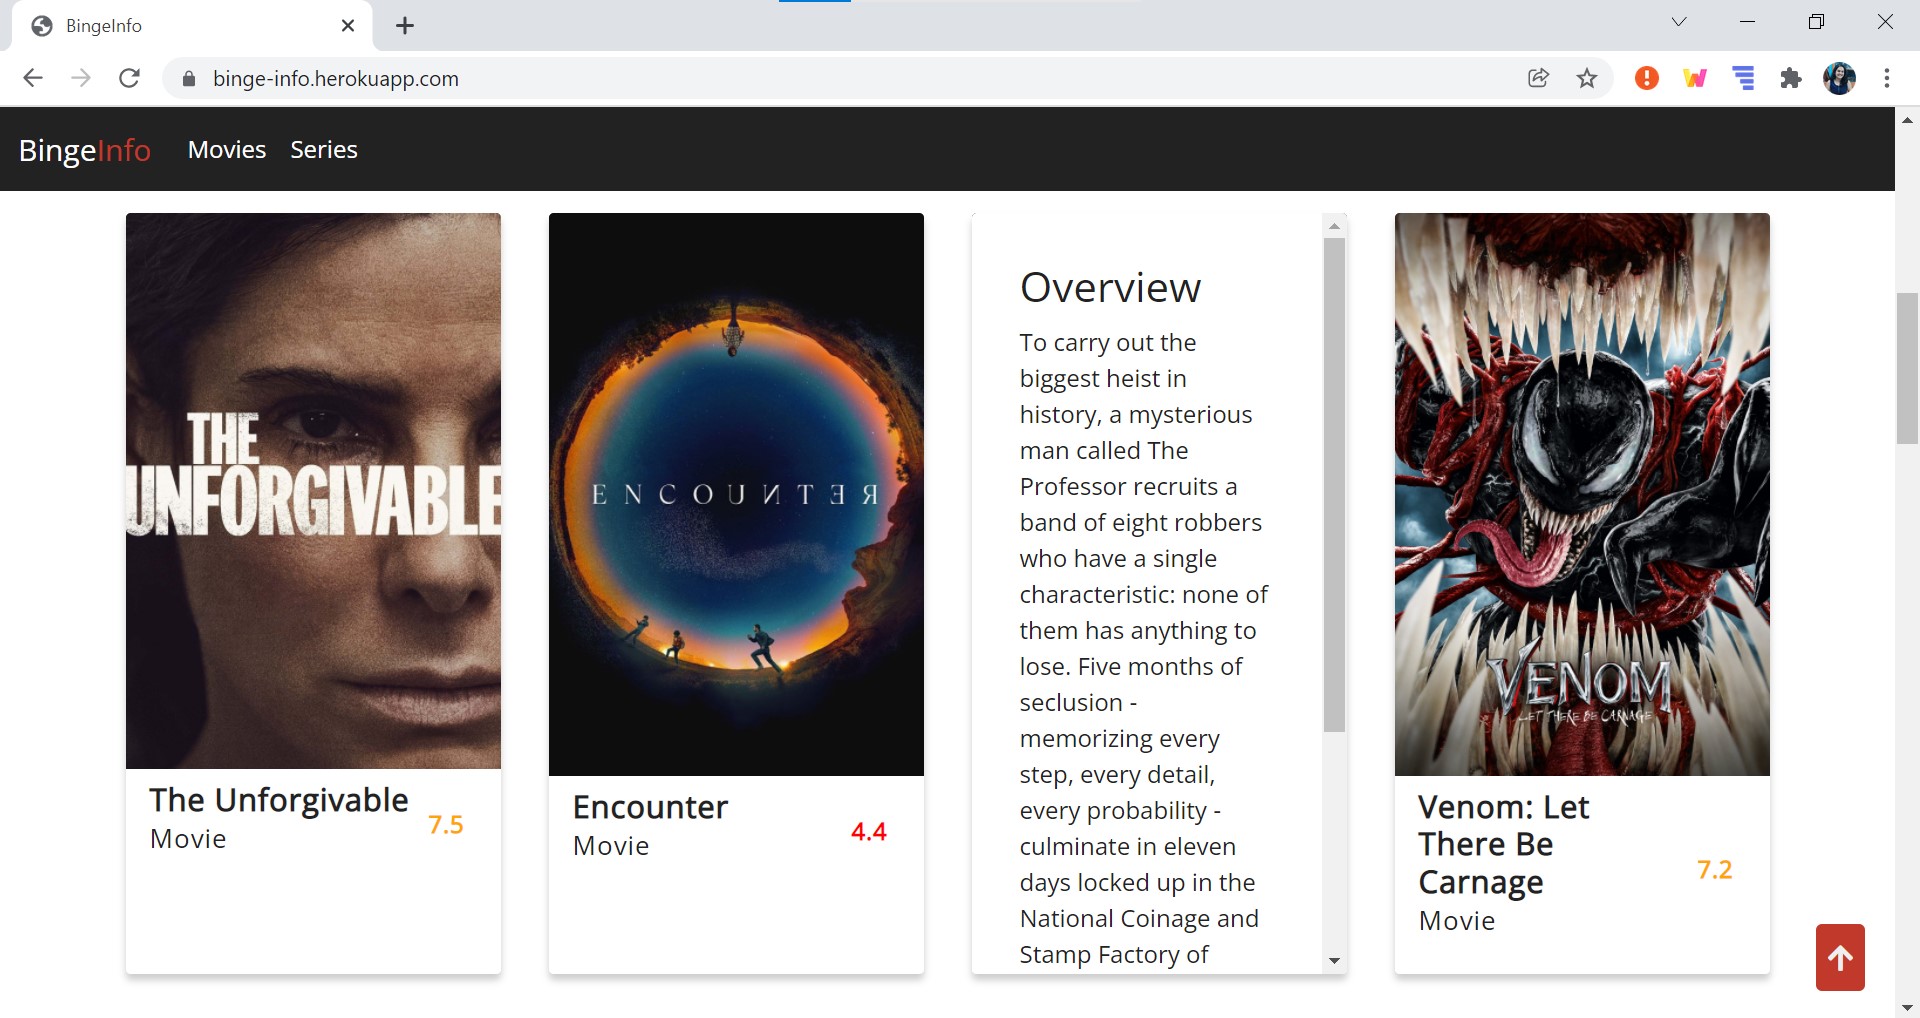 BingeInfo
binge-info.herokuapp.com
BingeInfo Movies Series
THE
UNFORGIVABLE
The Unforgivable
Movie
7.5
ENCOUИTƎЯ
Encounter
Movie
4.4
Overview
To carry out the
biggest heist in
history, a mysterious
man called The
Professor recruits a
band of eight robbers
who have a single
characteristic: none of
them has anything to
lose. Five months of
seclusion -
memorizing every
step, every detail,
every probability -
culminate in eleven
days locked up in the
National Coinage and
Stamp Factory of
VENOM
LET THERE BE CARNAGE
Venom: Let
There Be
Carnage
Movie
7.2